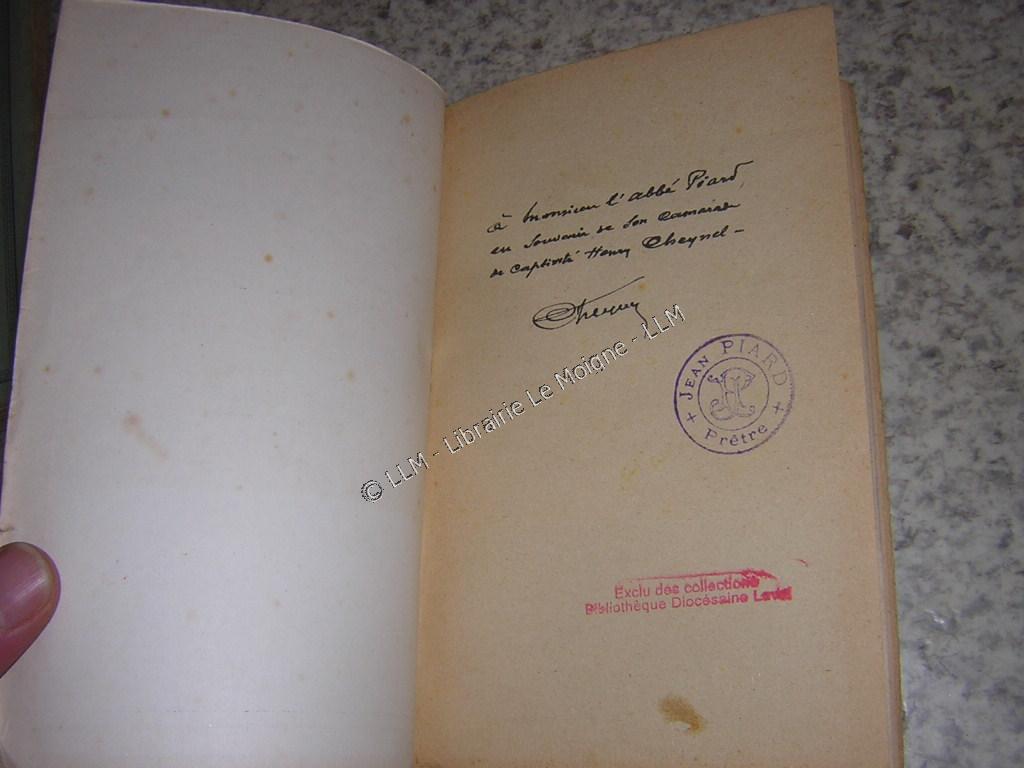 à Monsieur l'abbé Piard,
en souvenir de son camarade
de captivité Henry Cheynel -
© LLM - Librairie Le Moigne - LLM
JEAN PIARD
+ Prêtre +
Exclu des collections
Bibliothèque Diocésaine Laval